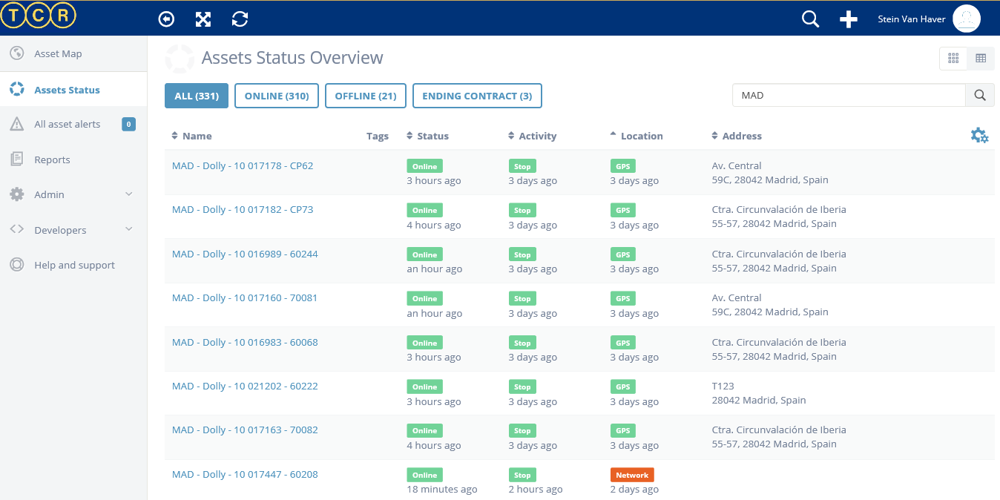 TCR
Stein Van Haver
Asset Map
Assets Status
All asset alerts 0
Reports
Admin
Developers
Help and support
Assets Status Overview
ALL (331) ONLINE (310) OFFLINE (21) ENDING CONTRACT (3)
MAD
Name Tags Status Activity Location Address
MAD - Dolly - 10 017178 - CP62 Online Stop GPS Av. Central
3 hours ago 3 days ago 3 days ago 59C, 28042 Madrid, Spain
MAD - Dolly - 10 017182 - CP73 Online Stop GPS Ctra. Circunvalación de Iberia
4 hours ago 3 days ago 3 days ago 55-57, 28042 Madrid, Spain
MAD - Dolly - 10 016989 - 60244 Online Stop GPS Ctra. Circunvalación de Iberia
an hour ago 3 days ago 3 days ago 55-57, 28042 Madrid, Spain
MAD - Dolly - 10 017160 - 70081 Online Stop GPS Av. Central
an hour ago 3 days ago 3 days ago 59C, 28042 Madrid, Spain
MAD - Dolly - 10 016983 - 60068 Online Stop GPS Ctra. Circunvalación de Iberia
3 hours ago 3 days ago 3 days ago 55-57, 28042 Madrid, Spain
MAD - Dolly - 10 021202 - 60222 Online Stop GPS T123
3 hours ago 3 days ago 3 days ago 28042 Madrid, Spain
MAD - Dolly - 10 017163 - 70082 Online Stop GPS Ctra. Circunvalación de Iberia
4 hours ago 3 days ago 3 days ago 55-57, 28042 Madrid, Spain
MAD - Dolly - 10 017447 - 60208 Online Stop Network
18 minutes ago 2 hours ago 2 days ago